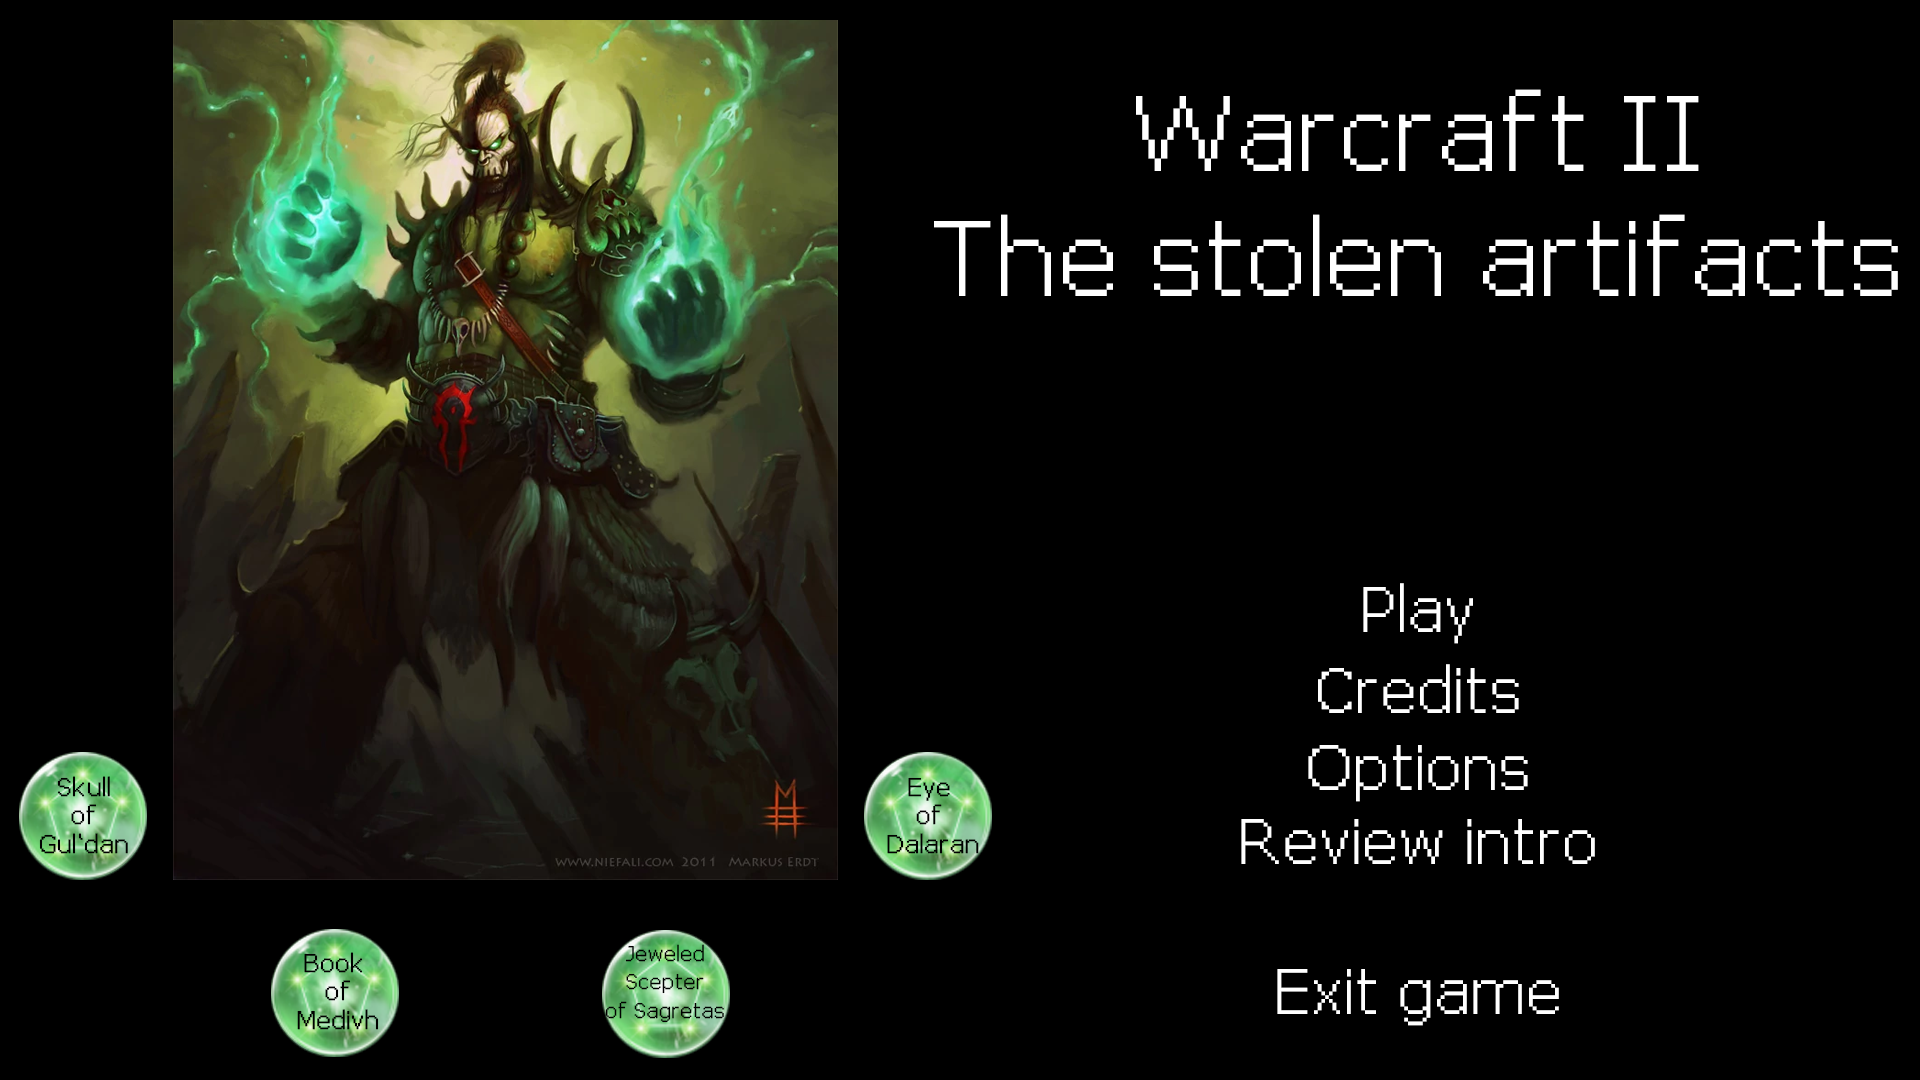 Warcraft II
The stolen artifacts
Play
Credits
Options
Review intro
Exit game
Skull
of
Gul'dan
Eye
of
Dalaran
Book
of
Medivh
Jeweled
Scepter
of Sagretas
WWW.NIEFALI.COM 2011 MARKUS ERDT